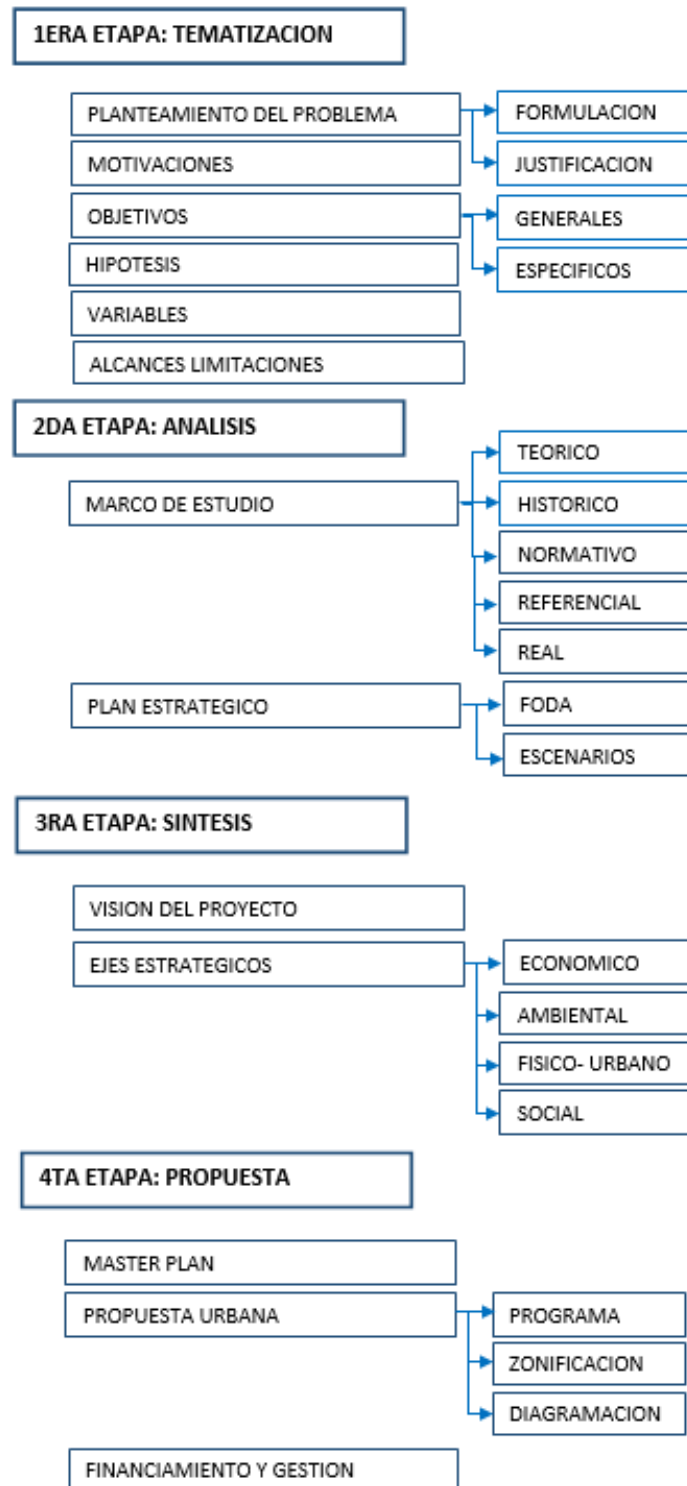 1ERA ETAPA: TEMATIZACION
PLANTEAMIENTO DEL PROBLEMA
FORMULACION
JUSTIFICACION
MOTIVACIONES
OBJETIVOS
GENERALES
ESPECIFICOS
HIPOTESIS
VARIABLES
ALCANCES LIMITACIONES
2DA ETAPA: ANALISIS
MARCO DE ESTUDIO
TEORICO
HISTORICO
NORMATIVO
REFERENCIAL
REAL
PLAN ESTRATEGICO
FODA
ESCENARIOS
3RA ETAPA: SINTESIS
VISION DEL PROYECTO
EJES ESTRATEGICOS
ECONOMICO
AMBIENTAL
FISICO- URBANO
SOCIAL
4TA ETAPA: PROPUESTA
MASTER PLAN
PROPUESTA URBANA
PROGRAMA
ZONIFICACION
DIAGRAMACION
FINANCIAMIENTO Y GESTION